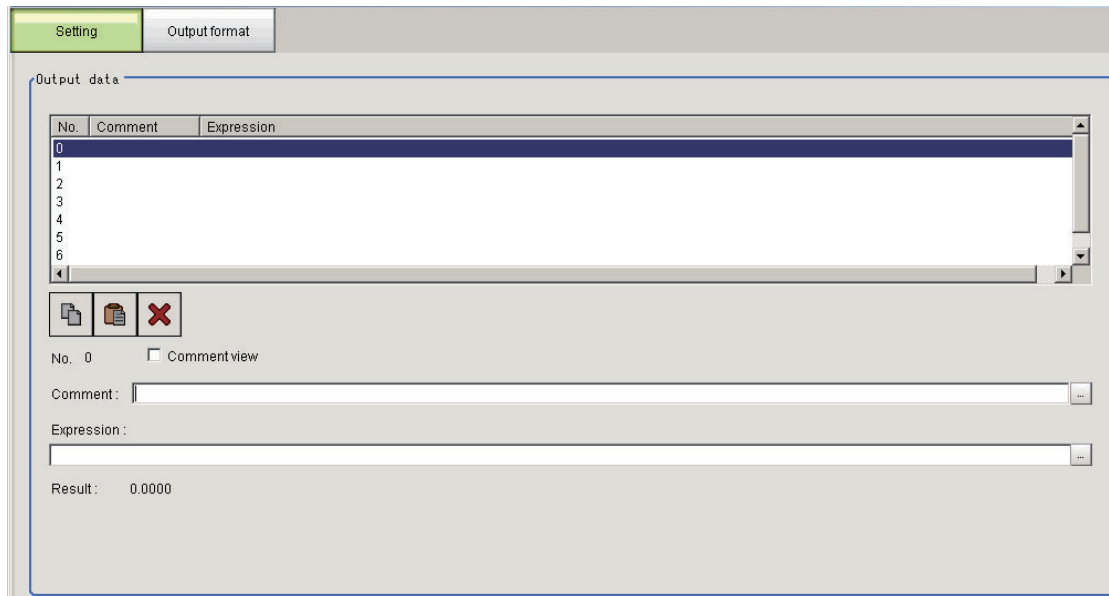 Setting Output format
Output data
No. Comment Expression
0
1
2
3
4
5
6
No. 0 Comment view
Comment : ...
Expression :
...
Result : 0.0000